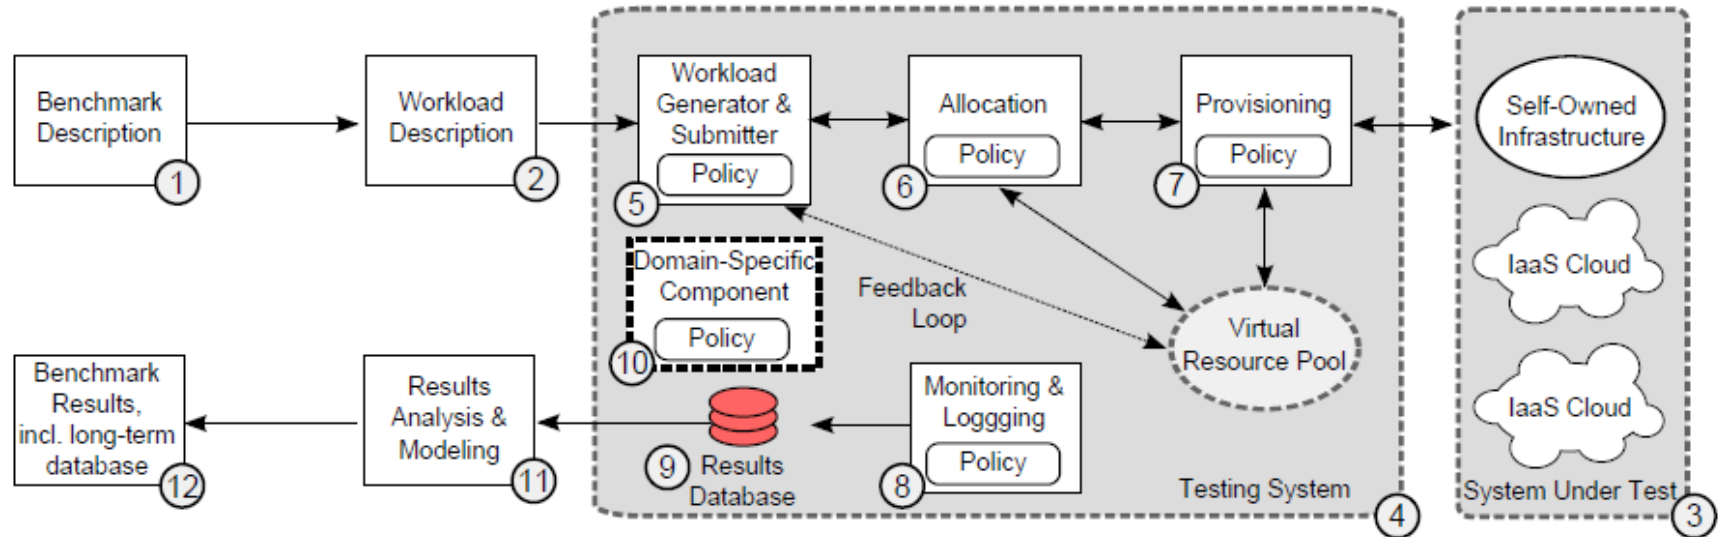 Benchmark
Description
1
Workload
Description
2
Workload
Generator &
Submitter
Policy
5
Allocation
Policy
6
Provisioning
Policy
7
Self-Owned
Infrastructure
IaaS Cloud
IaaS Cloud
System Under Test
3
Domain-Specific
Component
Policy
10
Feedback
Loop
Virtual
Resource Pool
Benchmark
Results,
incl. long-term
database
12
Results
Analysis &
Modeling
11
9
Results
Database
Monitoring &
Loggging
Policy
8
Testing System
4